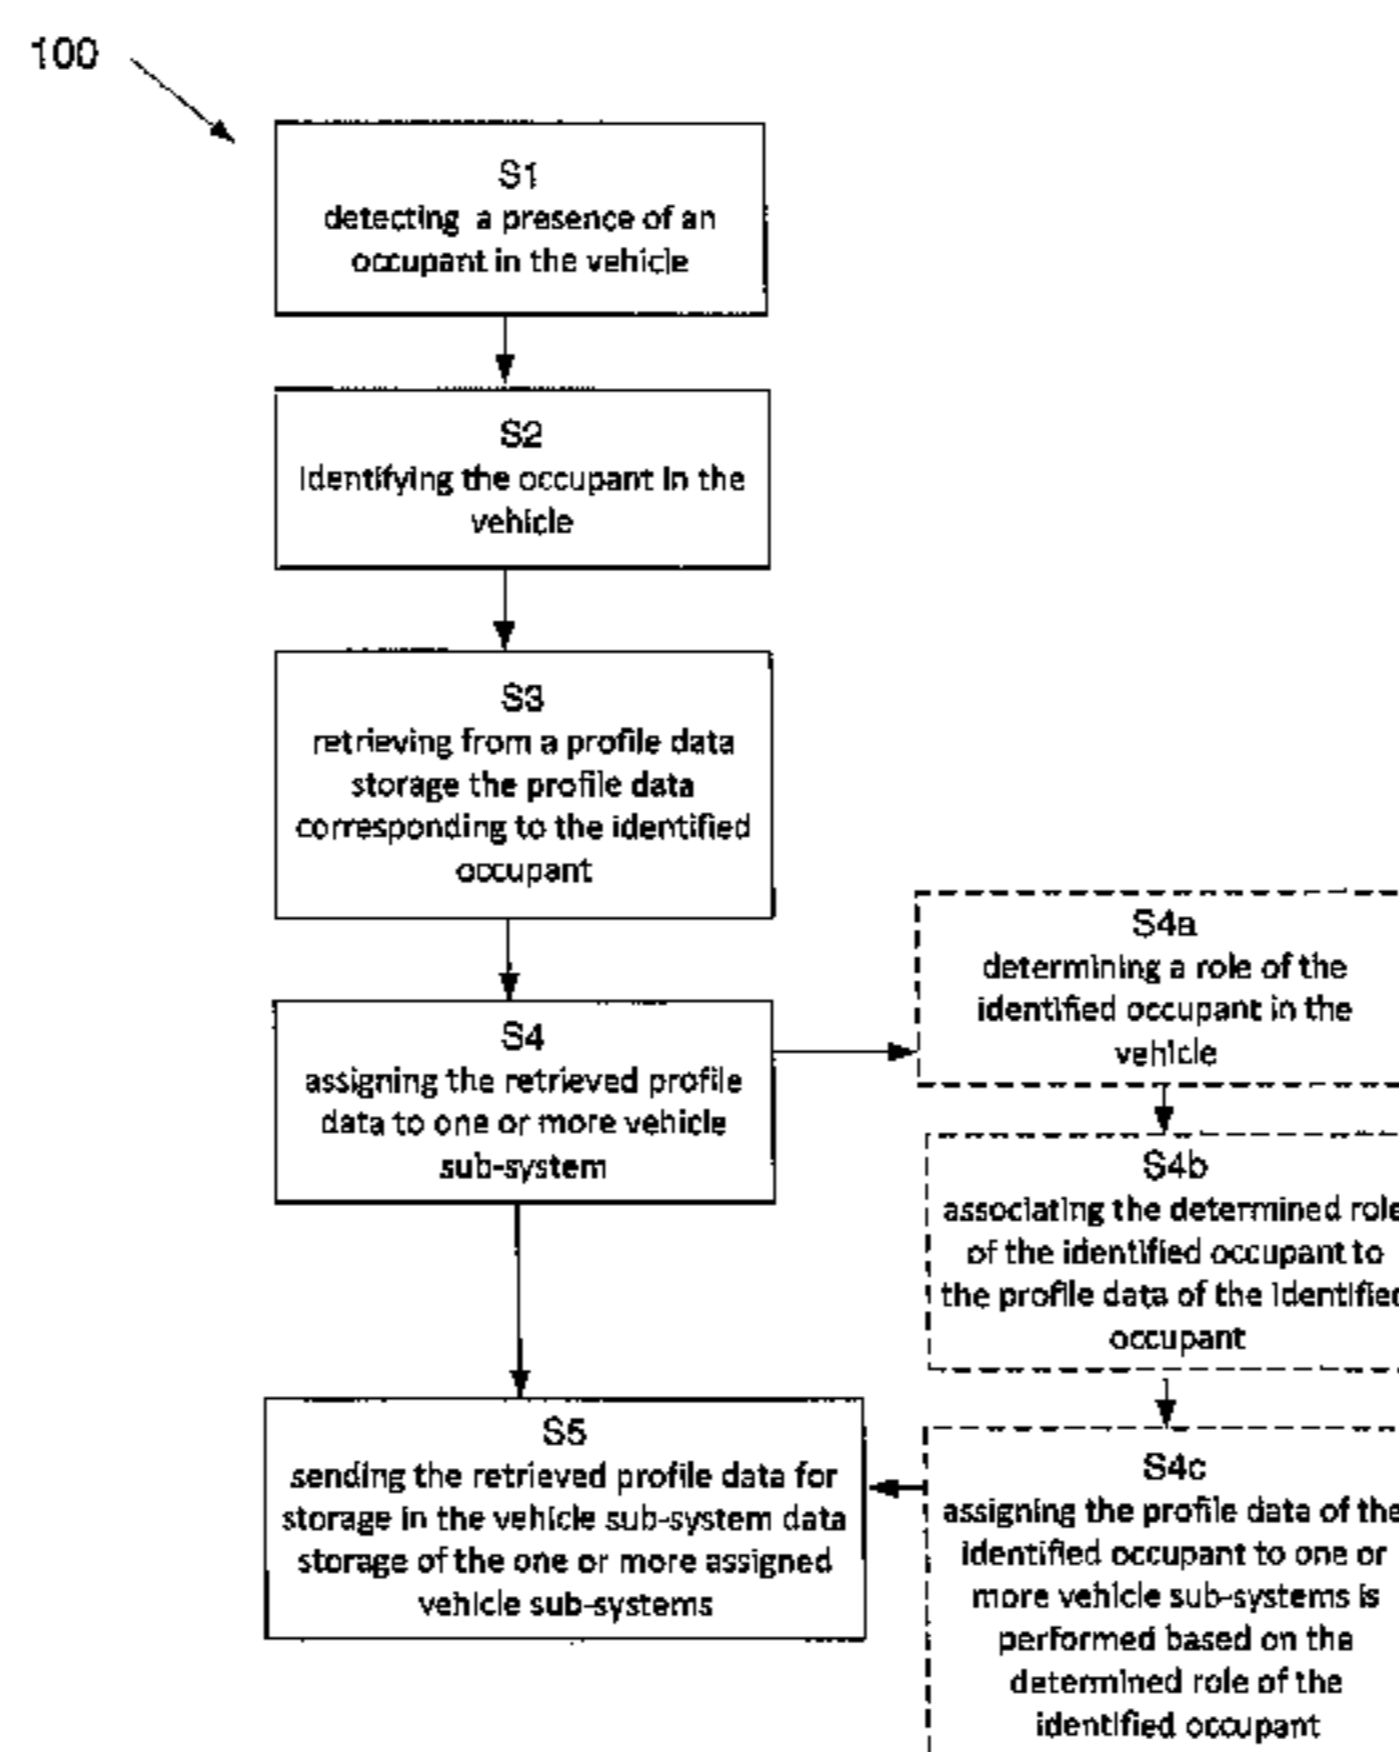 100
S1
detecting a presence of an
occupant in the vehicle
S2
identifying the occupant in the
vehicle
S3
retrieving from a profile data
storage the profile data
corresponding to the identified
occupant
S4
assigning the retrieved profile
data to one or more vehicle
sub-system
S4a
determining a role of the
identified occupant in the
vehicle
S4b
associating the determined role
of the identified occupant to
the profile data of the identified
occupant
S5
sending the retrieved profile data for
storage in the vehicle sub-system data
storage of the one or more assigned
vehicle sub-systems
S4c
assigning the profile data of the
identified occupant to one or
more vehicle sub-systems is
performed based on the
determined role of the
identified occupant